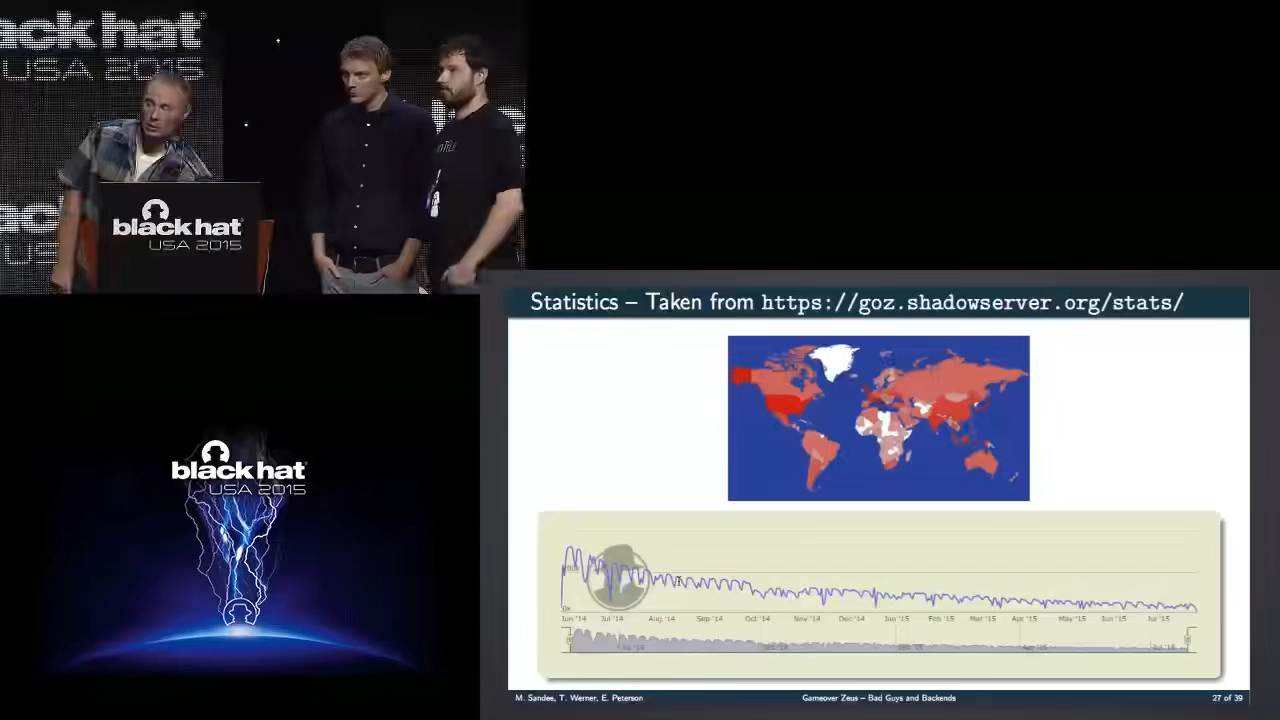 ack hat
USA 2015
black hat
USA 2015
Statistics – Taken from https://goz.shadowserver.org/stats/
black hat
USA 2015
0k
Jun '14 Jul '14 Aug '14 Sep '14 Oct '14 Nov '14 Dec '14 Jan '15 Feb '15 Mar '15 Apr '15 May '15 Jun '15 Jul '15
M. Sandee, T. Werner, E. Peterson Gameover Zeus – Bad Guys and Backends 27 of 39